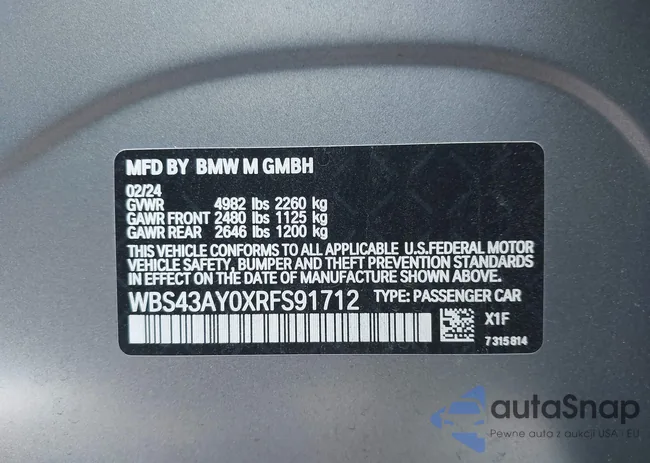 MFD BY BMW M GMBH
02/24
GVWR 4982 lbs 2260 kg
GAWR FRONT 2480 lbs 1125 kg
GAWR REAR 2646 lbs 1200 kg
THIS VEHICLE CONFORMS TO ALL APPLICABLE U.S.FEDERAL MOTOR
VEHICLE SAFETY, BUMPER AND THEFT PREVENTION STANDARDS
IN EFFECT ON THE DATE OF MANUFACTURE SHOWN ABOVE.
WBS43AY0XRFS91712 TYPE: PASSENGER CAR
X1F
7 315 814
autaSnap
Pewne auta z aukcji USA i EU